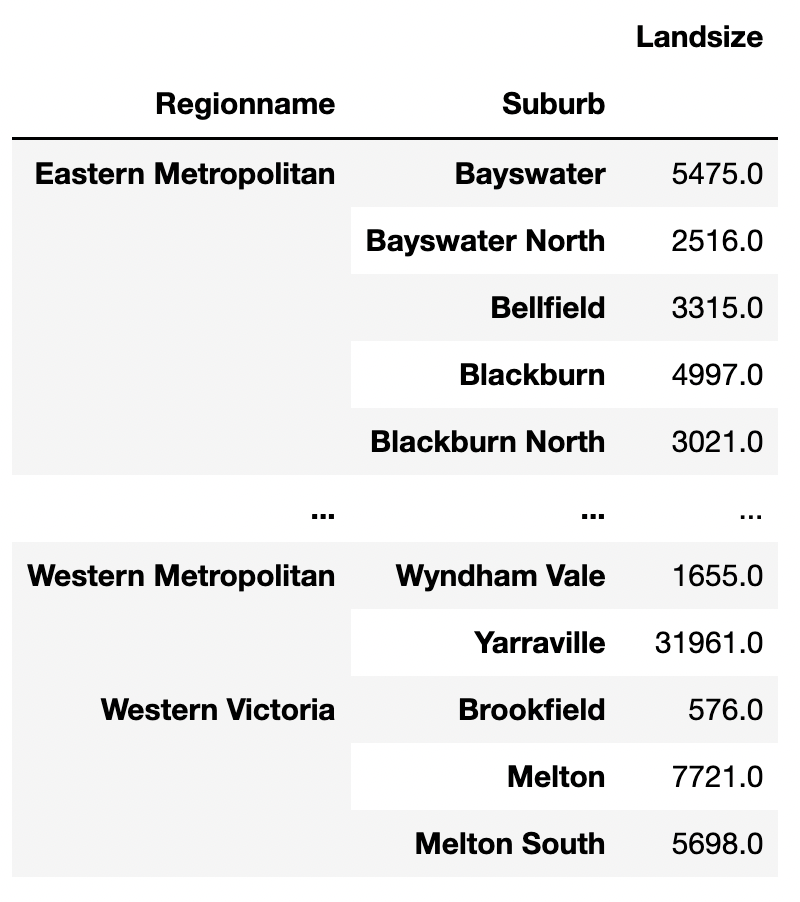 Landsize
Regionname Suburb
Eastern Metropolitan Bayswater 5475.0
Bayswater North 2516.0
Bellfield 3315.0
Blackburn 4997.0
Blackburn North 3021.0
... ... ...
Western Metropolitan Wyndham Vale 1655.0
Yarraville 31961.0
Western Victoria Brookfield 576.0
Melton 7721.0
Melton South 5698.0